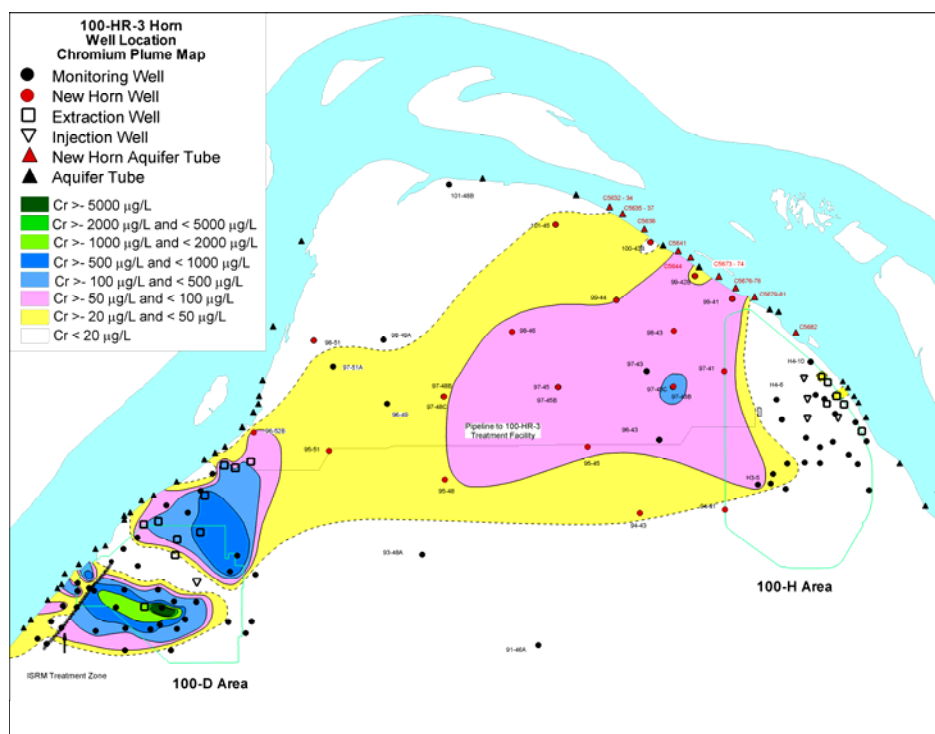 100-HR-3 Horn
Well Location
Chromium Plume Map
Monitoring Well
New Horn Well
Extraction Well
Injection Well
New Horn Aquifer Tube
Aquifer Tube
Cr >- 5000 µg/L
Cr >- 2000 µg/L and < 5000 µg/L
Cr >- 1000 µg/L and < 2000 µg/L
Cr >- 500 µg/L and < 1000 µg/L
Cr >- 100 µg/L and < 500 µg/L
Cr >- 50 µg/L and < 100 µg/L
Cr >- 20 µg/L and < 50 µg/L
Cr < 20 µg/L
101-48B
C5632 - 34
C5635 - 37
C5638
101-45
100-43B
C5641
C5644
C5673 - 74
99-42B
C5676-78
C5679-81
99-44
99-41
C5682
98-51
98-49A
98-46
98-43
H4-10
97-51A
97-43
97-41
H4-6
97-48B
97-48C
97-45
97-45B
97-43C
97-43B
96-49
96-52B
Pipeline to 100-HR-3
Treatment Facility
96-43
95-51
95-45
95-48
H3-5
94-43
94-41
93-48A
100-H Area
91-46A
ISRM Treatment Zone
100-D Area